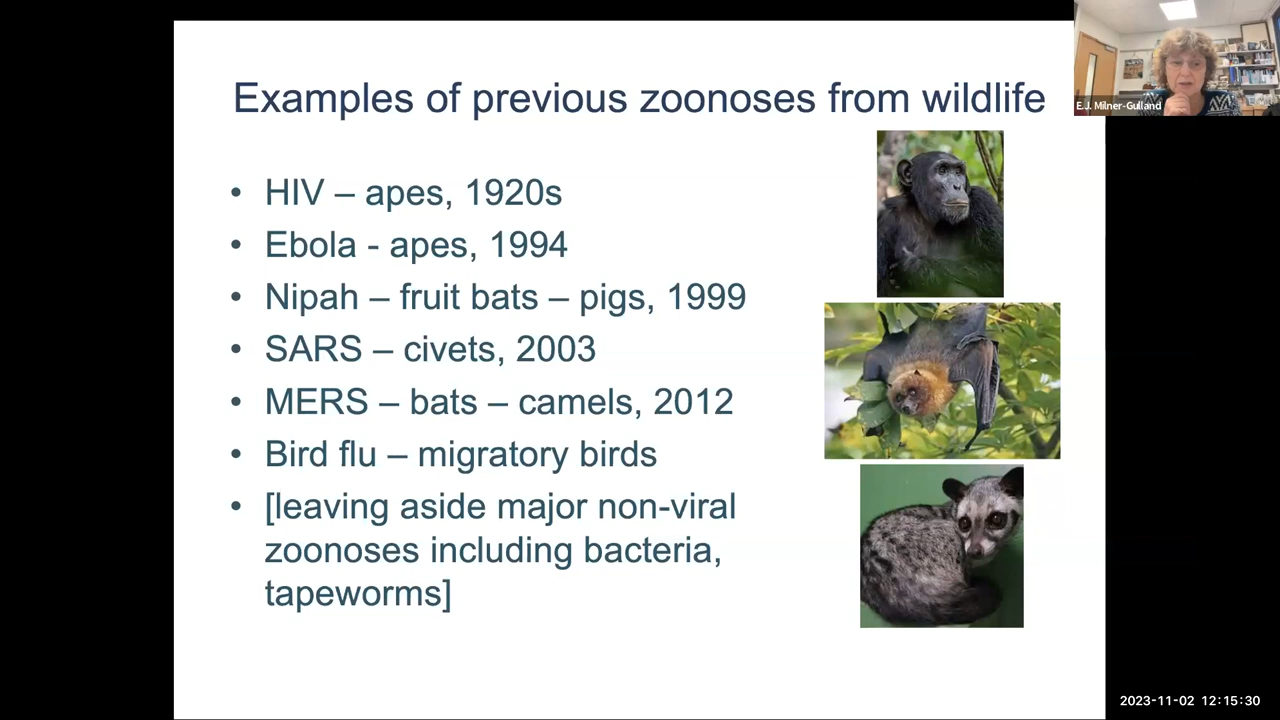 Examples of previous zoonoses from wildlife
E.J. Milner-Gulland
• HIV – apes, 1920s
• Ebola - apes, 1994
• Nipah – fruit bats – pigs, 1999
• SARS – civets, 2003
• MERS – bats – camels, 2012
• Bird flu – migratory birds
• [leaving aside major non-viral
zoonoses including bacteria,
tapeworms]
2023-11-02 12:15:30